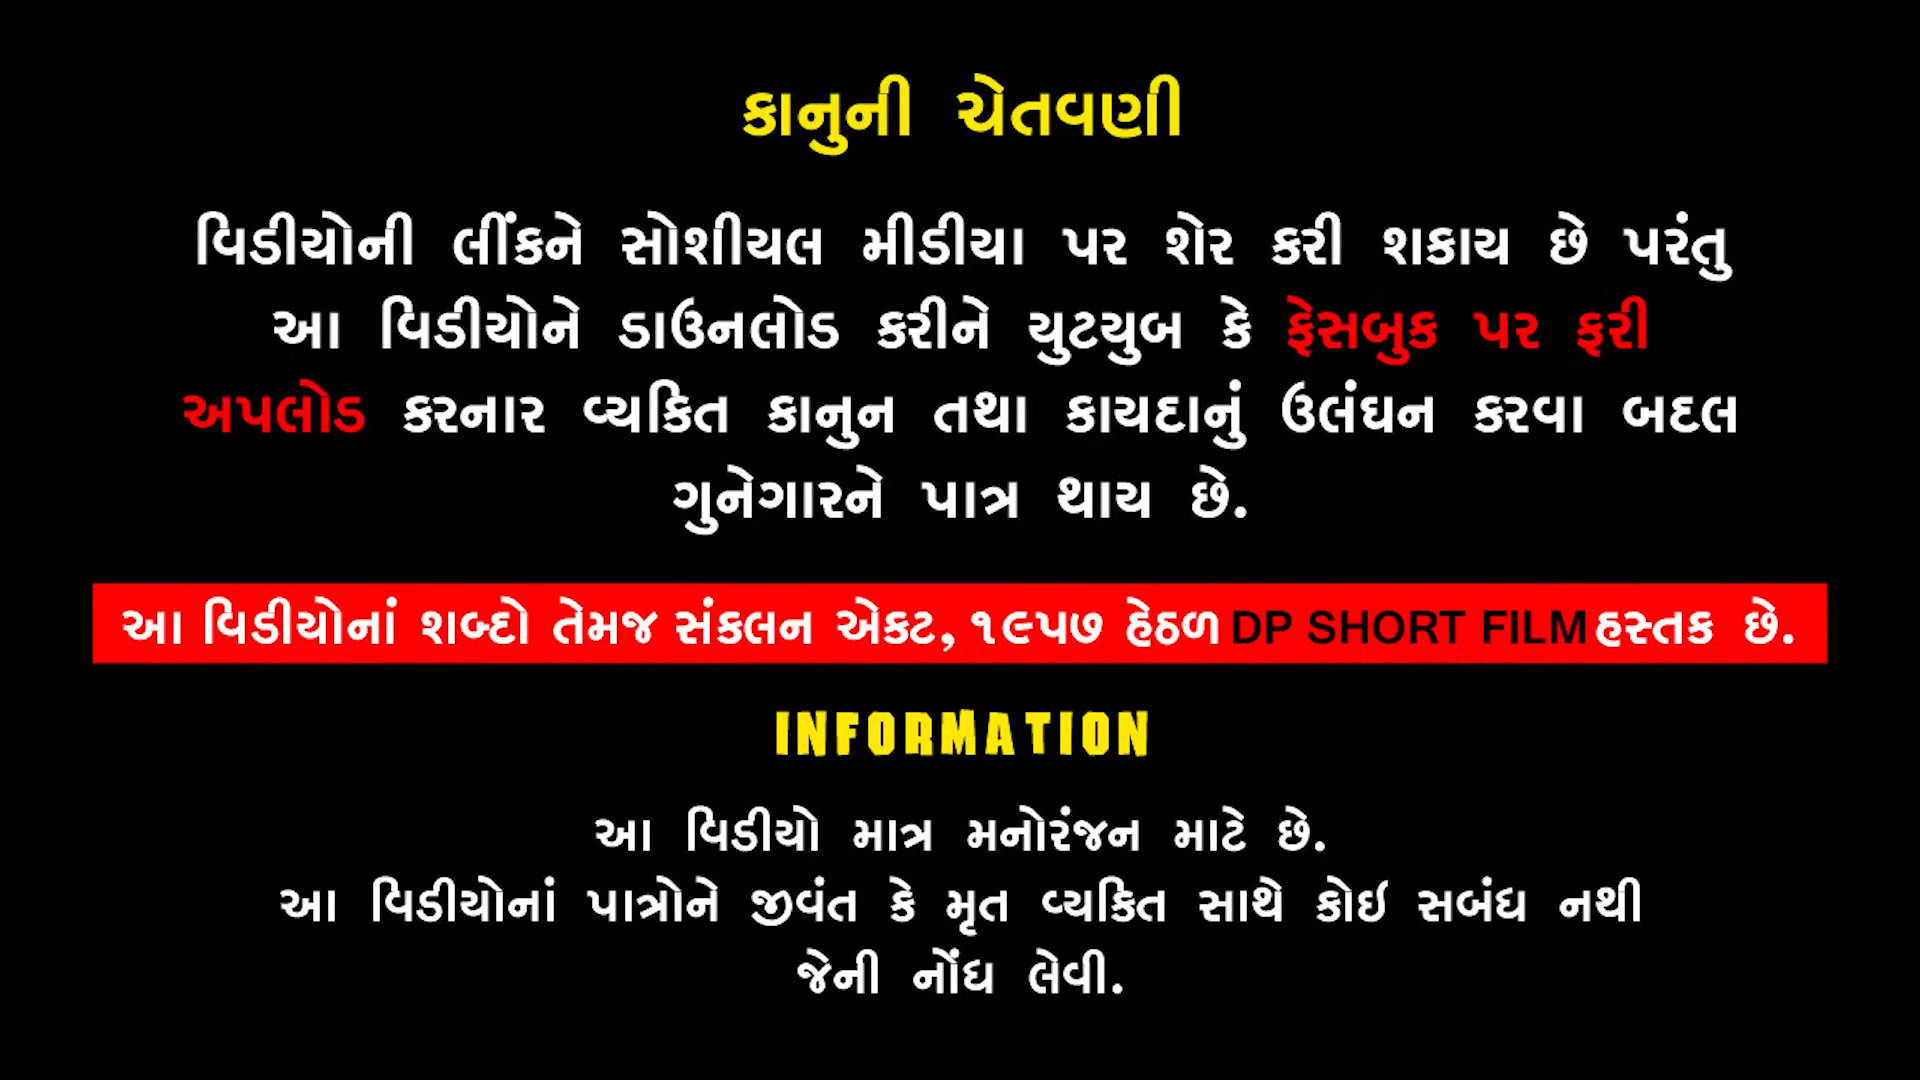 કાનુની ચેતવણી
વિડીયોની લીંકને સોશીયલ મીડીયા પર શેર કરી શકાય છે પરંતુ
આ વિડીયોને ડાઉનલોડ કરીને યુટયુબ કે ફેસબુક પર ફરી
અપલોડ કરનાર વ્યકિત કાનુન તથા કાયદાનું ઉલંઘન કરવા બદલ
ગુનેગારને પાત્ર થાય છે.
આ વિડીયોનાં શબ્દો તેમજ સંકલન એકટ, ૧૯૫૭ હેઠળ DP SHORT FILM હસ્તક છે.
INFORMATION
આ વિડીયો માત્ર મનોરંજન માટે છે.
આ વિડીયોનાં પાત્રોને જીવંત કે મૃત વ્યકિત સાથે કોઇ સબંધ નથી
જેની નોંધ લેવી.